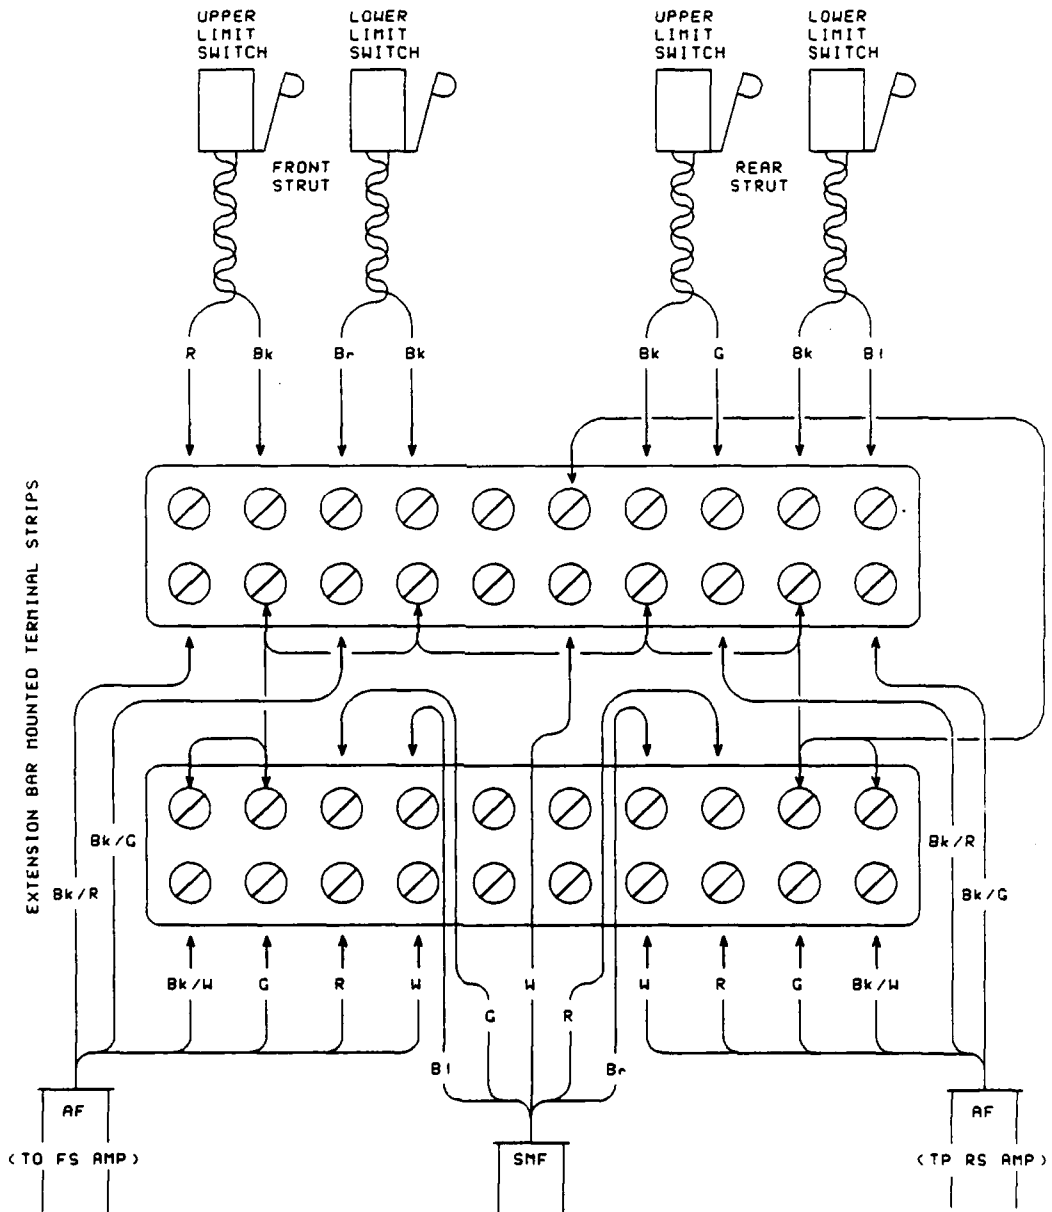 UPPER
LIMIT
SWITCH
LOWER
LIMIT
SWITCH
UPPER
LIMIT
SWITCH
LOWER
LIMIT
SWITCH
FRONT
STRUT
REAR
STRUT
R
Bk
Br
Bk
Bk
G
Bk
Bl
EXTENSION BAR MOUNTED TERMINAL STRIPS
Bk/G
Bk/R
Bk/R
Bk/G
Bk/W
G
R
W
W
W
R
G
Bk/W
G
R
Bl
Br
AF
AF
(TO FS AMP)
SMF
(TP RS AMP)